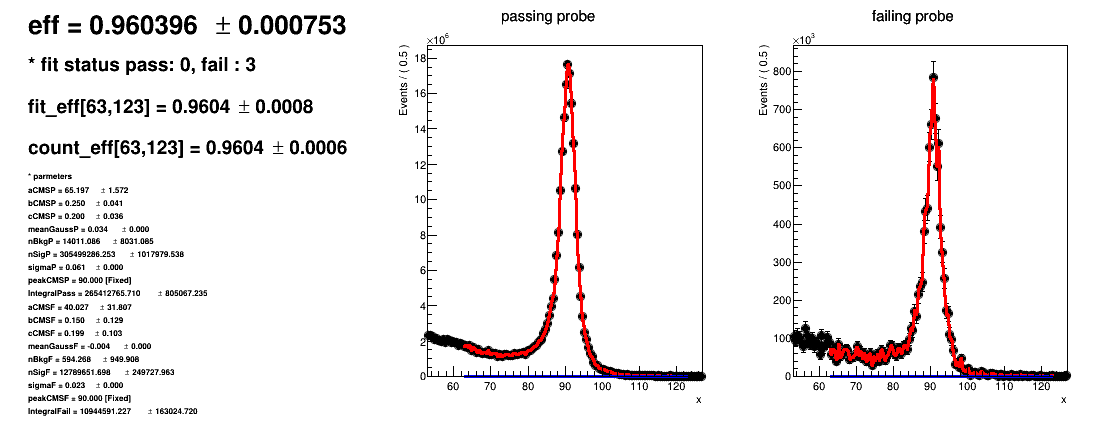 eff = 0.960396 ± 0.000753
* fit status pass: 0, fail : 3
fit_eff[63,123] = 0.9604 ± 0.0008
count_eff[63,123] = 0.9604 ± 0.0006
* parmeters
aCMSP = 65.197 ± 1.572
bCMSP = 0.250 ± 0.041
cCMSP = 0.200 ± 0.036
meanGaussP = 0.034 ± 0.000
nBkgP = 14011.086 ± 8031.085
nSigP = 305499286.253 ± 1017979.538
sigmaP = 0.061 ± 0.000
peakCMSP = 90.000 [Fixed]
IntegralPass = 265412765.710 ± 805067.235
aCMSF = 40.027 ± 31.807
bCMSF = 0.150 ± 0.129
cCMSF = 0.199 ± 0.103
meanGaussF = -0.004 ± 0.000
nBkgF = 594.268 ± 949.908
nSigF = 12789651.698 ± 249727.963
sigmaF = 0.023 ± 0.000
peakCMSF = 90.000 [Fixed]
IntegralFail = 10944591.227 ± 163024.720
passing probe
×10⁶
Events / ( 0.5 )
18
16
14
12
10
8
6
4
2
0
60 70 80 90 100 110 120
x
failing probe
×10³
Events / ( 0.5 )
800
700
600
500
400
300
200
100
0
60 70 80 90 100 110 120
x